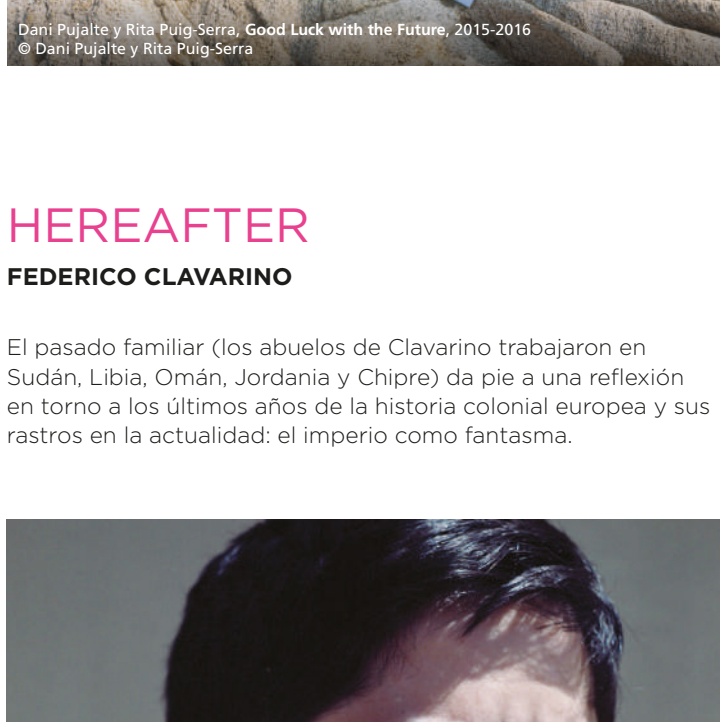 Dani Pujalte y Rita Puig-Serra, Good Luck with the Future, 2015-2016
© Dani Pujalte y Rita Puig-Serra
HEREAFTER
FEDERICO CLAVARINO
El pasado familiar (los abuelos de Clavarino trabajaron en
Sudán, Libia, Omán, Jordania y Chipre) da pie a una reflexión
en torno a los últimos años de la historia colonial europea y sus
rastros en la actualidad: el imperio como fantasma.